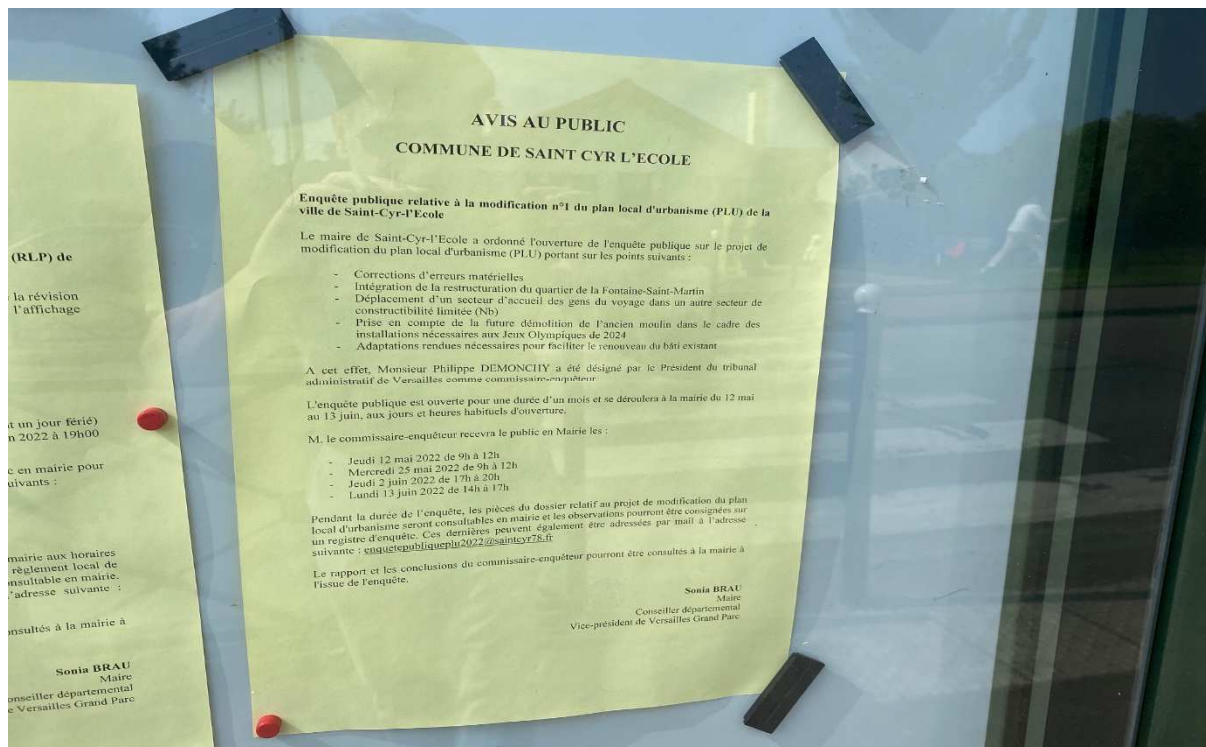 (RLP) de
la révision
l'affichage
t un jour férié)
n 2022 à 19h00
c en mairie pour
uivants :
mairie aux horaires
règlement local de
onsultable en mairie.
l'adresse suivante :
onsultés à la mairie à
Sonia BRAU
Maire
onseiller départemental
e Versailles Grand Parc
AVIS AU PUBLIC
COMMUNE DE SAINT CYR L'ECOLE
Enquête publique relative à la modification n°1 du plan local d'urbanisme (PLU) de la
ville de Saint-Cyr-l'Ecole
Le maire de Saint-Cyr-l'Ecole a ordonné l'ouverture de l'enquête publique sur le projet de
modification du plan local d'urbanisme (PLU) portant sur les points suivants :
- Corrections d'erreurs matérielles
- Intégration de la restructuration du quartier de la Fontaine-Saint-Martin
- Déplacement d'un secteur d'accueil des gens du voyage dans un autre secteur de
constructibilité limitée (Nb)
- Prise en compte de la future démolition de l'ancien moulin dans le cadre des
installations nécessaires aux Jeux Olympiques de 2024
- Adaptations rendues nécessaires pour faciliter le renouveau du bâti existant
A cet effet, Monsieur Philippe DEMONCHY a été désigné par le Président du tribunal
administratif de Versailles comme commissaire-enquêteur
L'enquête publique est ouverte pour une durée d'un mois et se déroulera à la mairie du 12 mai
au 13 juin, aux jours et heures habituels d'ouverture.
M. le commissaire-enquêteur recevra le public en Mairie les :
- Jeudi 12 mai 2022 de 9h à 12h
- Mercredi 25 mai 2022 de 9h à 12h
- Jeudi 2 juin 2022 de 17h à 20h
- Lundi 13 juin 2022 de 14h à 17h
Pendant la durée de l'enquête, les pièces du dossier relatif au projet de modification du plan
local d'urbanisme seront consultables en mairie et les observations pourront être consignées sur
un registre d'enquête. Ces dernières peuvent également être adressées par mail à l'adresse
suivante : enquetepubliqueplu2022@saintcyr78.fr
Le rapport et les conclusions du commissaire-enquêteur pourront être consultés à la mairie à
l'issue de l'enquête.
Sonia BRAU
Maire
Conseiller départemental
Vice-président de Versailles Grand Parc